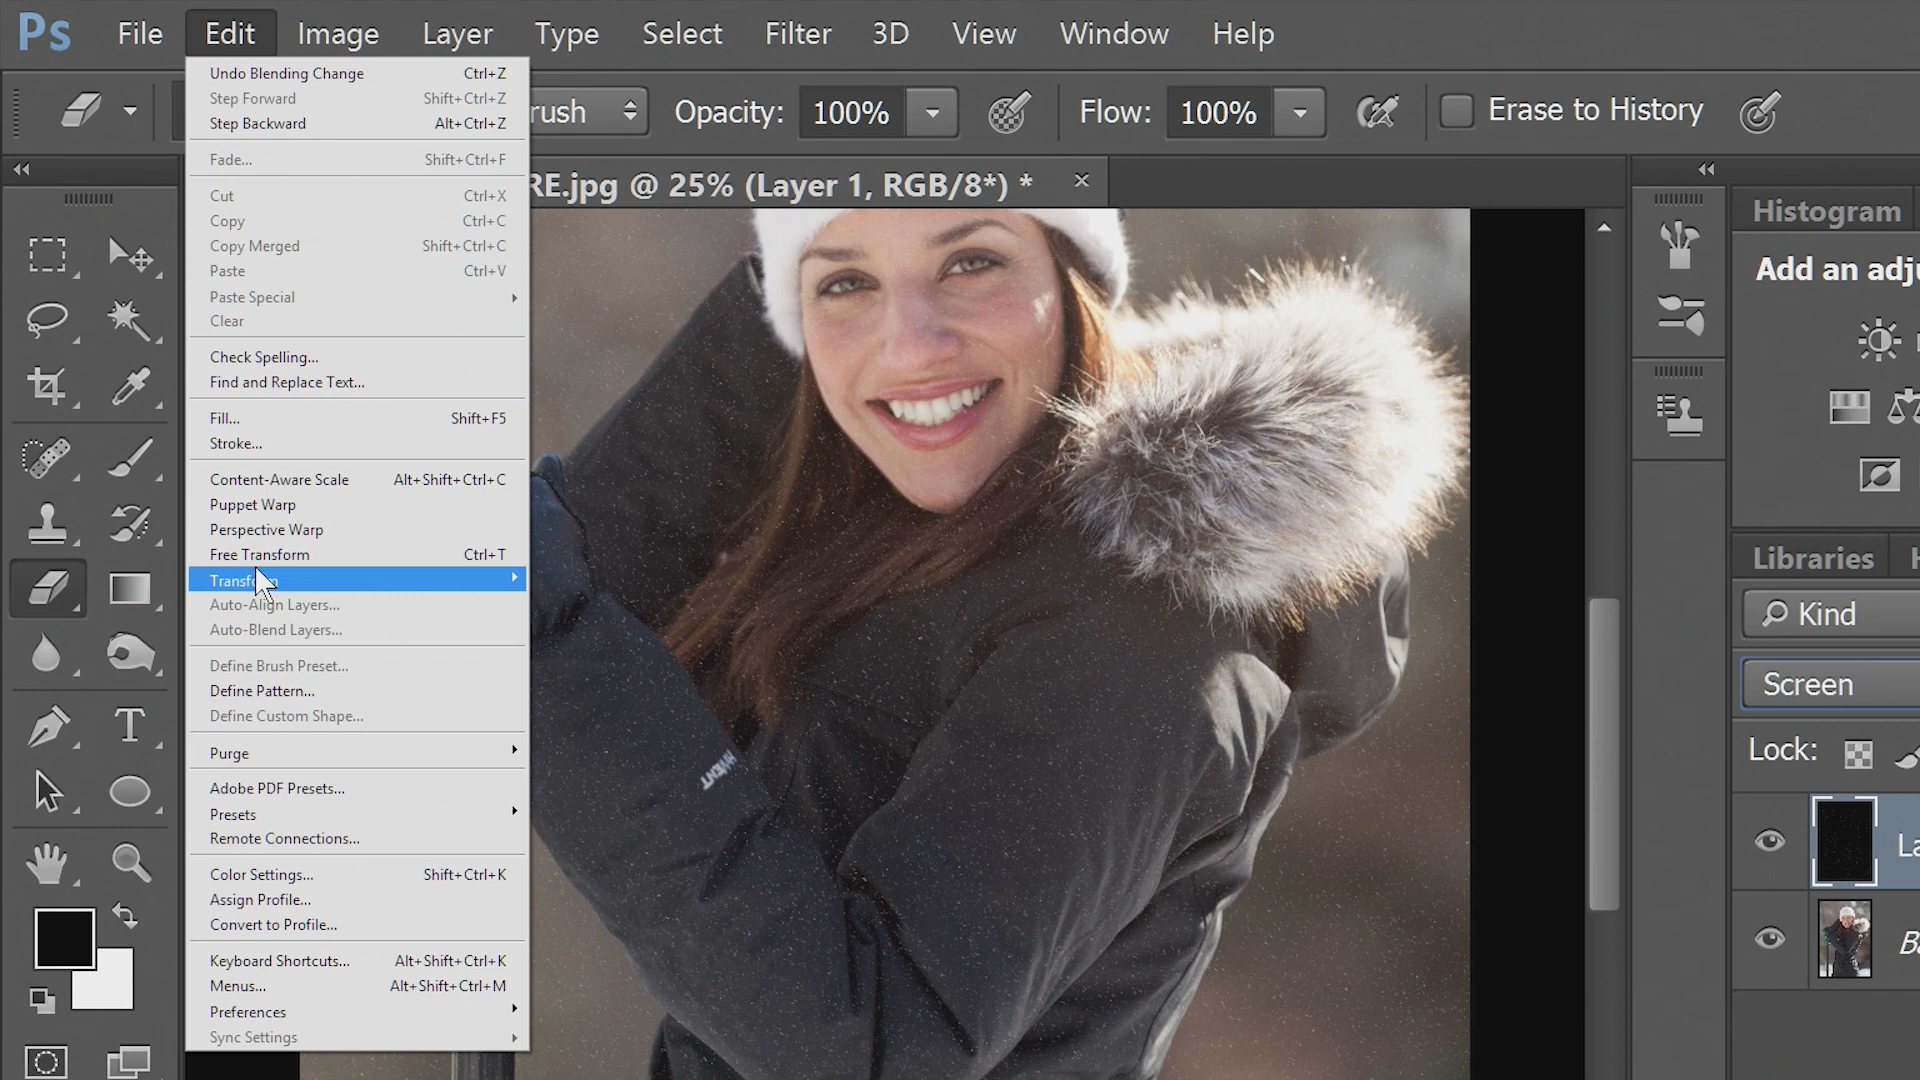 Ps File Edit Image Layer Type Select Filter 3D View Window Help
rush Opacity: 100% Flow: 100% Erase to History
RE.jpg @ 25% (Layer 1, RGB/8*) * ×
Undo Blending Change Ctrl+Z
Step Forward Shift+Ctrl+Z
Step Backward Alt+Ctrl+Z
Fade... Shift+Ctrl+F
Cut Ctrl+X
Copy Ctrl+C
Copy Merged Shift+Ctrl+C
Paste Ctrl+V
Paste Special
Clear
Check Spelling...
Find and Replace Text...
Fill... Shift+F5
Stroke...
Content-Aware Scale Alt+Shift+Ctrl+C
Puppet Warp
Perspective Warp
Free Transform Ctrl+T
Transform
Auto-Align Layers...
Auto-Blend Layers...
Define Brush Preset...
Define Pattern...
Define Custom Shape...
Purge
Adobe PDF Presets...
Presets
Remote Connections...
Color Settings... Shift+Ctrl+K
Assign Profile...
Convert to Profile...
Keyboard Shortcuts... Alt+Shift+Ctrl+K
Menus... Alt+Shift+Ctrl+M
Preferences
Sync Settings
Histogram
Add an adju
Libraries
Kind
Screen
Lock:
La
Ba